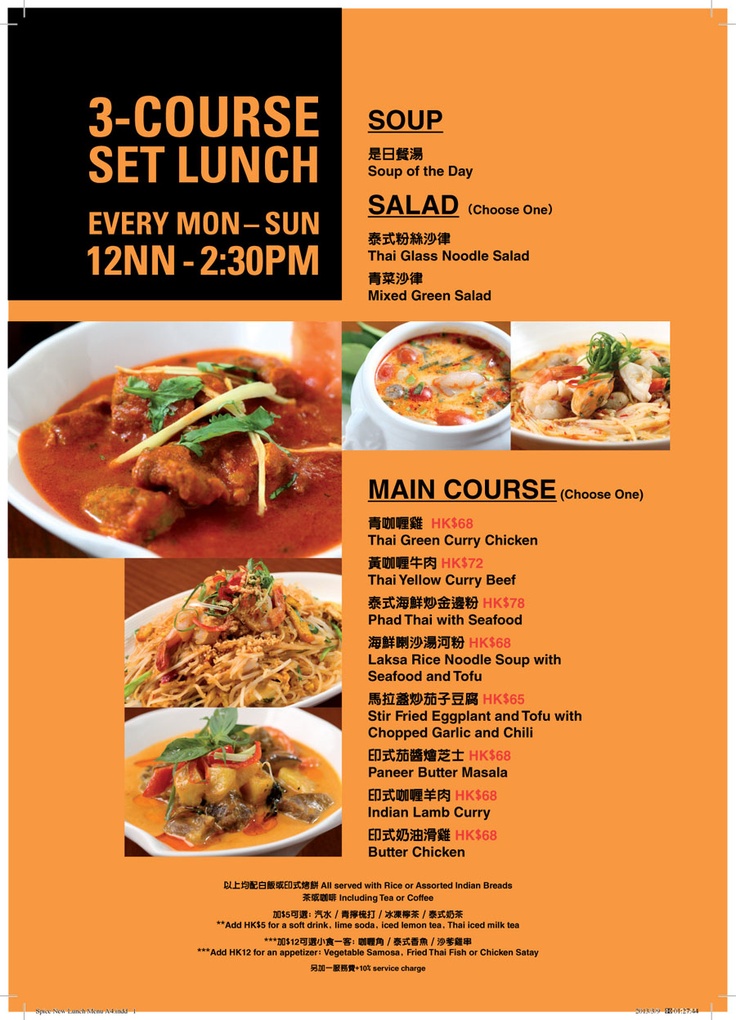 3-COURSE
SET LUNCH
EVERY MON – SUN
12NN - 2:30PM
SOUP
是日餐湯
Soup of the Day
SALAD (Choose One)
泰式粉絲沙律
Thai Glass Noodle Salad
青菜沙律
Mixed Green Salad
MAIN COURSE (Choose One)
青咖喱雞 HK$68
Thai Green Curry Chicken
黃咖喱牛肉 HK$72
Thai Yellow Curry Beef
泰式海鮮炒金邊粉 HK$78
Phad Thai with Seafood
海鮮喇沙湯河粉 HK$68
Laksa Rice Noodle Soup with
Seafood and Tofu
馬拉盞炒茄子豆腐 HK$65
Stir Fried Eggplant and Tofu with
Chopped Garlic and Chili
印式茄醬燴芝士 HK$68
Paneer Butter Masala
印式咖喱羊肉 HK$68
Indian Lamb Curry
印式奶油滑雞 HK$68
Butter Chicken
以上均配白飯或印式烤餅 All served with Rice or Assorted Indian Breads
茶或咖啡 Including Tea or Coffee
加$5可選: 汽水 / 青檸梳打 / 冰凍檸茶 / 泰式奶茶
**Add HK$5 for a soft drink, lime soda, iced lemon tea, Thai iced milk tea
***加$12可選小食一客: 咖喱角 / 泰式香魚 / 沙爹雞串
***Add HK12 for an appetizer: Vegetable Samosa, Fried Thai Fish or Chicken Satay
另加一服務費+10% service charge
Spice New Lunch Menu A4.indd 1